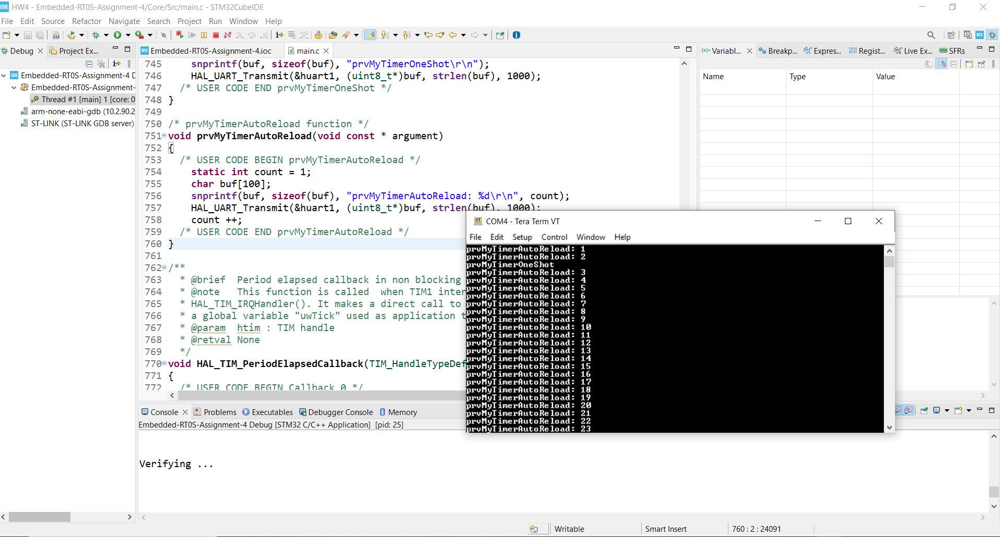 IDE HW4 - Embedded-RT0S-Assignment-4/Core/Src/main.c - STM32CubeIDE
File Edit Source Refactor Navigate Search Project Run Window Help
Debug Project Ex...
Embedded-RT0S-Assignment-4 D
Embedded-RT0S-Assignment-
Thread #1 [main] 1 [core: 0
arm-none-eabi-gdb (10.2.90.2
ST-LINK (ST-LINK GDB server)
MX Embedded-RT0S-Assignment-4.ioc main.c
745 snprintf(buf, sizeof(buf), "prvMyTimerOneShot\r\n");
746 HAL_UART_Transmit(&huart1, (uint8_t*)buf, strlen(buf), 1000);
747 /* USER CODE END prvMyTimerOneShot */
748 }
749
750 /* prvMyTimerAutoReload function */
751 void prvMyTimerAutoReload(void const * argument)
752 {
753 /* USER CODE BEGIN prvMyTimerAutoReload */
754 static int count = 1;
755 char buf[100];
756 snprintf(buf, sizeof(buf), "prvMyTimerAutoReload: %d\r\n", count);
757 HAL_UART_Transmit(&huart1, (uint8_t*)buf, strlen(buf), 1000);
758 count ++;
759 /* USER CODE END prvMyTimerAutoReload */
760 }
761
762 /**
763 * @brief Period elapsed callback in non blocking
764 * @note This function is called when TIM1 inter
765 * HAL_TIM_IRQHandler(). It makes a direct call to
766 * a global variable "uwTick" used as application t
767 * @param htim : TIM handle
768 * @retval None
769 */
770 void HAL_TIM_PeriodElapsedCallback(TIM_HandleTypeDef
771 {
772 /* USER CODE BEGIN Callback 0 */
(x)= Variabl... Breakp... Expres... Regist... Live Ex... SFRs
Name Type Value
COM4 - Tera Term VT
File Edit Setup Control Window Help
prvMyTimerAutoReload: 1
prvMyTimerAutoReload: 2
prvMyTimerOneShot
prvMyTimerAutoReload: 3
prvMyTimerAutoReload: 4
prvMyTimerAutoReload: 5
prvMyTimerAutoReload: 6
prvMyTimerAutoReload: 7
prvMyTimerAutoReload: 8
prvMyTimerAutoReload: 9
prvMyTimerAutoReload: 10
prvMyTimerAutoReload: 11
prvMyTimerAutoReload: 12
prvMyTimerAutoReload: 13
prvMyTimerAutoReload: 14
prvMyTimerAutoReload: 15
prvMyTimerAutoReload: 16
prvMyTimerAutoReload: 17
prvMyTimerAutoReload: 18
prvMyTimerAutoReload: 19
prvMyTimerAutoReload: 20
prvMyTimerAutoReload: 21
prvMyTimerAutoReload: 22
prvMyTimerAutoReload: 23
Console Problems Executables Debugger Console Memory
Embedded-RT0S-Assignment-4 Debug [STM32 C/C++ Application] [pid: 25]
Verifying ...
Writable Smart Insert 760 : 2 : 24091